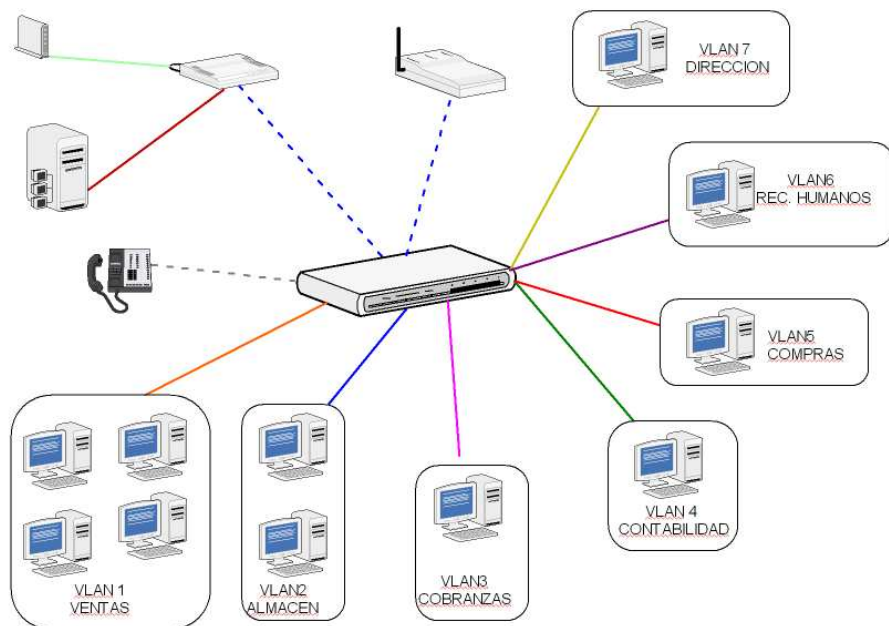 VLAN 7
DIRECCION
VLAN6
REC. HUMANOS
VLAN5
COMPRAS
VLAN 4
CONTABILIDAD
VLAN3
COBRANZAS
VLAN2
ALMACEN
VLAN 1
VENTAS